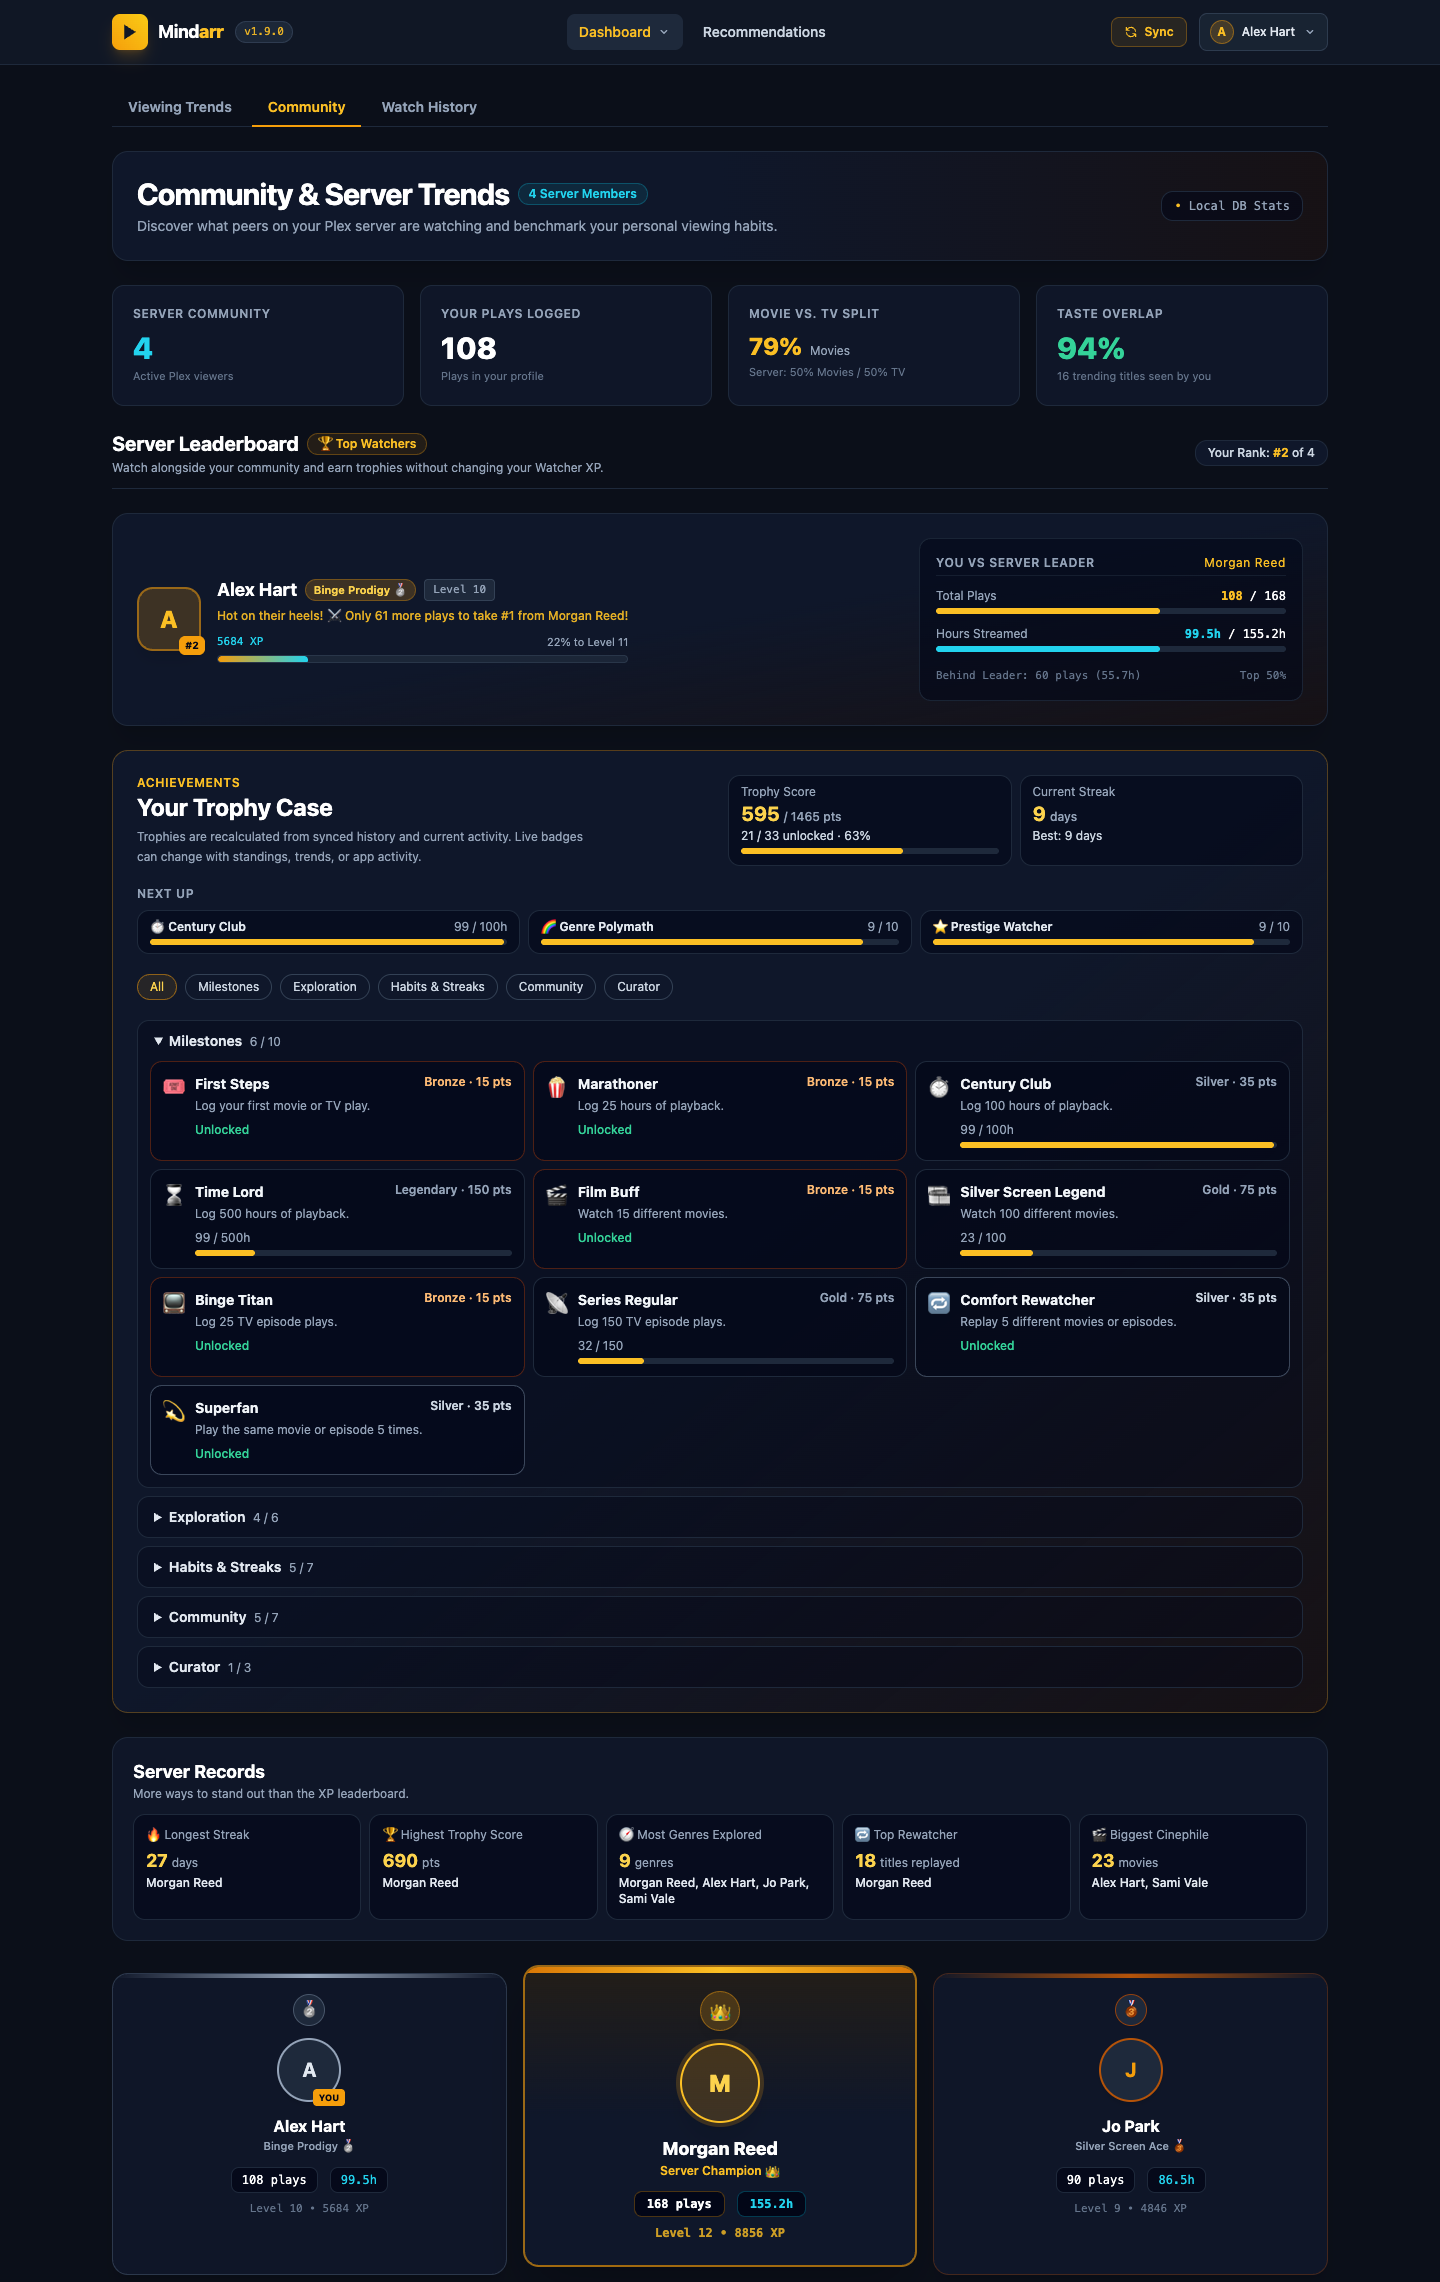 Mindarr v1.9.0
Dashboard
Recommendations
Sync
A Alex Hart
Viewing Trends
Community
Watch History
Community & Server Trends 4 Server Members
Discover what peers on your Plex server are watching and benchmark your personal viewing habits.
• Local DB Stats
SERVER COMMUNITY
4
Active Plex viewers
YOUR PLAYS LOGGED
108
Plays in your profile
MOVIE VS. TV SPLIT
79% Movies
Server: 50% Movies / 50% TV
TASTE OVERLAP
94%
16 trending titles seen by you
Server Leaderboard 🏆 Top Watchers
Watch alongside your community and earn trophies without changing your Watcher XP.
Your Rank: #2 of 4
A
#2
Alex Hart Binge Prodigy 🥈 Level 10
Hot on their heels! ⚔️ Only 61 more plays to take #1 from Morgan Reed!
5684 XP 22% to Level 11
YOU VS SERVER LEADER Morgan Reed
Total Plays 108 / 168
Hours Streamed 99.5h / 155.2h
Behind Leader: 60 plays (55.7h) Top 50%
ACHIEVEMENTS
Your Trophy Case
Trophies are recalculated from synced history and current activity. Live badges
can change with standings, trends, or app activity.
Trophy Score
595 / 1465 pts
21 / 33 unlocked · 63%
Current Streak
9 days
Best: 9 days
NEXT UP
⏱️ Century Club 99 / 100h
🌈 Genre Polymath 9 / 10
⭐ Prestige Watcher 9 / 10
All
Milestones
Exploration
Habits & Streaks
Community
Curator
▼ Milestones 6 / 10
First Steps Bronze · 15 pts
Log your first movie or TV play.
Unlocked
Marathoner Bronze · 15 pts
Log 25 hours of playback.
Unlocked
Century Club Silver · 35 pts
Log 100 hours of playback.
99 / 100h
Time Lord Legendary · 150 pts
Log 500 hours of playback.
99 / 500h
Film Buff Bronze · 15 pts
Watch 15 different movies.
Unlocked
Silver Screen Legend Gold · 75 pts
Watch 100 different movies.
23 / 100
Binge Titan Bronze · 15 pts
Log 25 TV episode plays.
Unlocked
Series Regular Gold · 75 pts
Log 150 TV episode plays.
32 / 150
Comfort Rewatcher Silver · 35 pts
Replay 5 different movies or episodes.
Unlocked
Superfan Silver · 35 pts
Play the same movie or episode 5 times.
Unlocked
▶ Exploration 4 / 6
▶ Habits & Streaks 5 / 7
▶ Community 5 / 7
▶ Curator 1 / 3
Server Records
More ways to stand out than the XP leaderboard.
🔥 Longest Streak
27 days
Morgan Reed
🏆 Highest Trophy Score
690 pts
Morgan Reed
🧭 Most Genres Explored
9 genres
Morgan Reed, Alex Hart, Jo Park,
Sami Vale
🔁 Top Rewatcher
18 titles replayed
Morgan Reed
🎬 Biggest Cinephile
23 movies
Alex Hart, Sami Vale
A
YOU
Alex Hart
Binge Prodigy 🥈
108 plays 99.5h
Level 10 • 5684 XP
M
Morgan Reed
Server Champion 👑
168 plays 155.2h
Level 12 • 8856 XP
J
Jo Park
Silver Screen Ace 🥉
90 plays 86.5h
Level 9 • 4846 XP